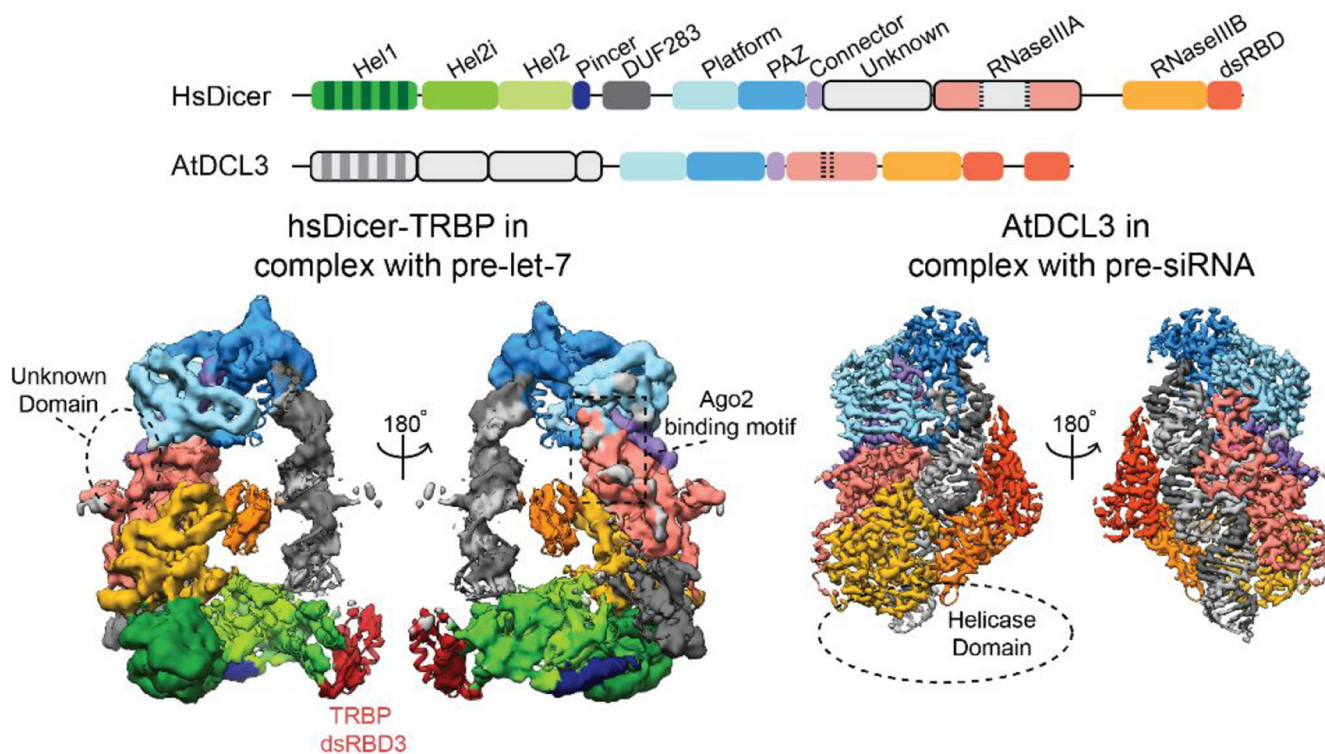 Hel1
Hel2i
Hel2
Pincer
DUF283
Platform
PAZ
Connector
Unknown
RNaseIIIA
RNaseIIIB
dsRBD
HsDicer
AtDCL3
hsDicer-TRBP in
complex with pre-let-7
AtDCL3 in
complex with pre-siRNA
Unknown
Domain
180°
Ago2
binding motif
180°
Helicase
Domain
TRBP
dsRBD3